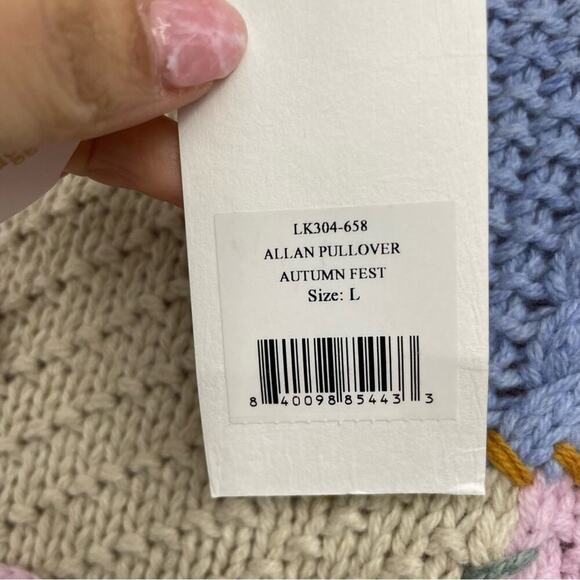 LK304-658
ALLAN PULLOVER
AUTUMN FEST
Size: L
8 40098 85443 3